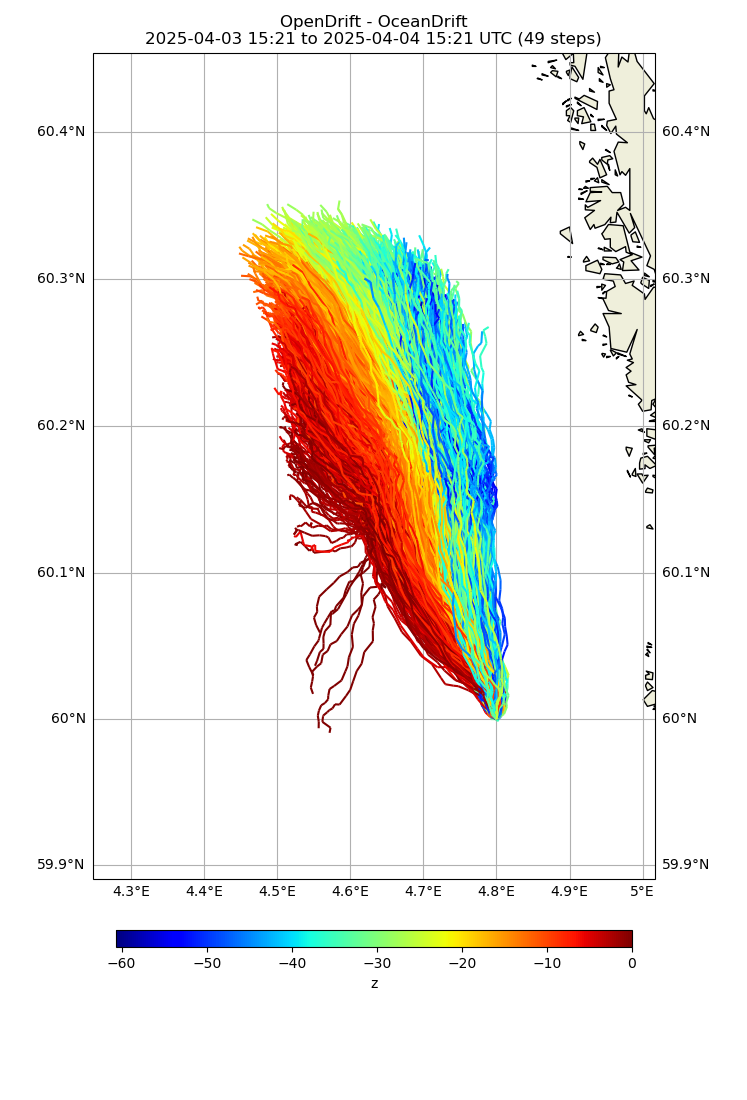 OpenDrift - OceanDrift
2025-04-03 15:21 to 2025-04-04 15:21 UTC (49 steps)
60.4°N 60.4°N
60.3°N 60.3°N
60.2°N 60.2°N
60.1°N 60.1°N
60°N 60°N
59.9°N 59.9°N
4.3°E 4.4°E 4.5°E 4.6°E 4.7°E 4.8°E 4.9°E 5°E
−60 −50 −40 −30 −20 −10 0
z